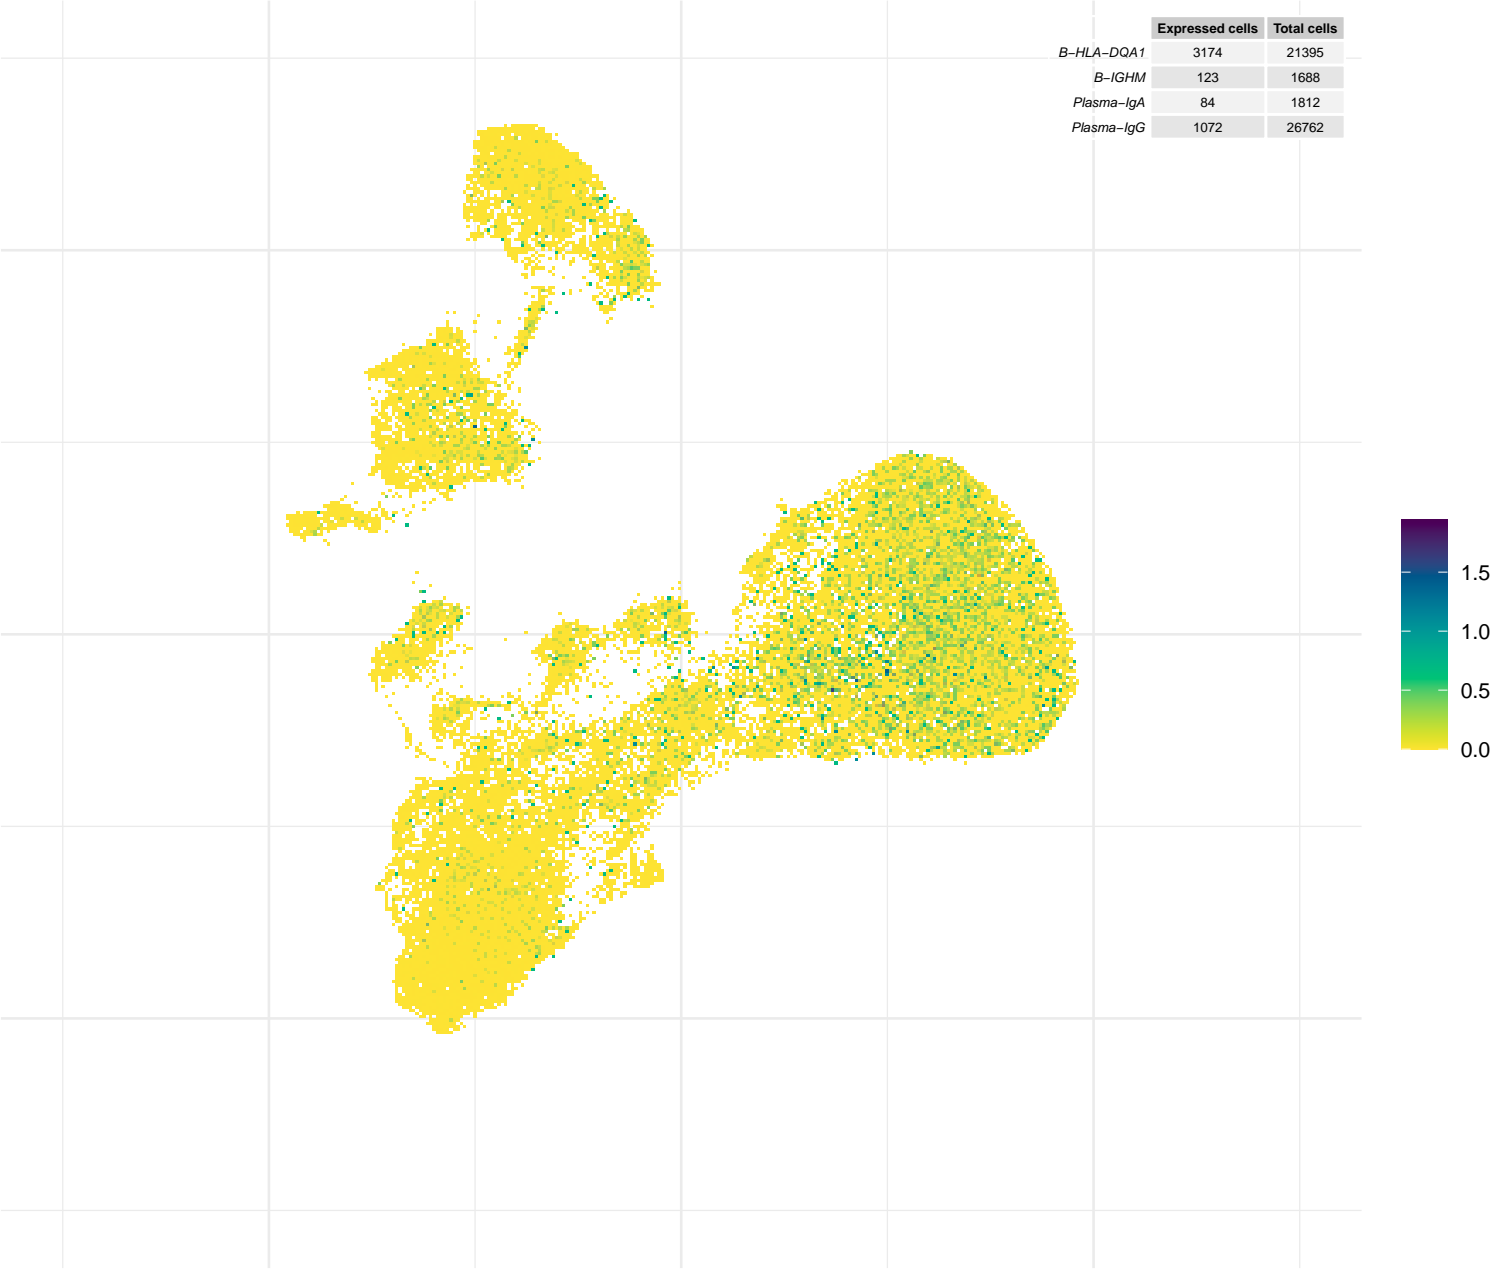 Expressed cells Total cells
B−HLA−DQA1 3174 21395
B−IGHM 123 1688
Plasma−IgA 84 1812
Plasma−IgG 1072 26762
1.5
1.0
0.5
0.0